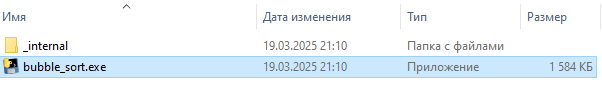 Имя Дата изменения Тип Размер
_internal 19.03.2025 21:10 Папка с файлами
bubble_sort.exe 19.03.2025 21:10 Приложение 1 584 КБ